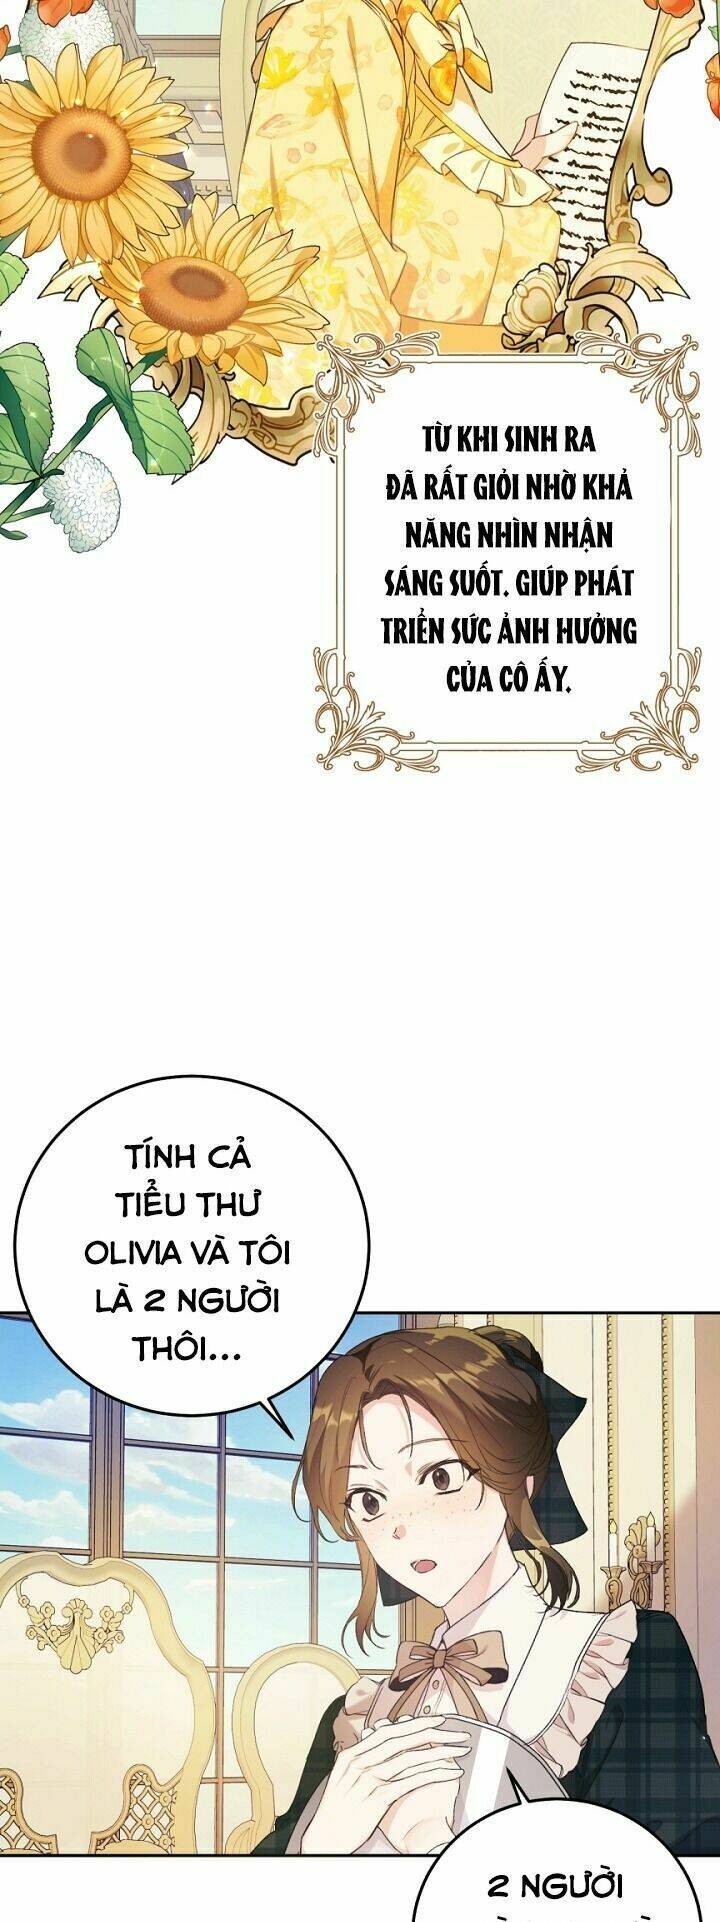 TỪ KHI SINH RA
ĐÃ RẤT GIỎI NHỜ KHẢ
NĂNG NHÌN NHẬN
SÁNG SUỐT. GIÚP PHÁT
TRIỂN SỨC ẢNH HƯỞNG
CỦA CÔ ẤY.
TÍNH CẢ
TIỂU THƯ
OLIVIA VÀ TÔI
LÀ 2 NGƯỜI
THÔI...
2 NGƯỜI